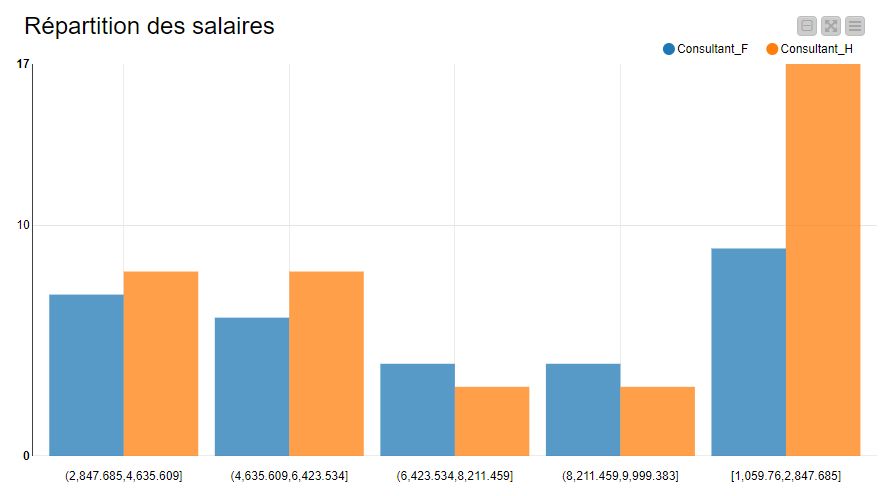 Répartition des salaires
Consultant_F Consultant_H
17
10
0
(2,847.685,4,635.609] (4,635.609,6,423.534] (6,423.534,8,211.459] (8,211.459,9,999.383] [1,059.76,2,847.685]